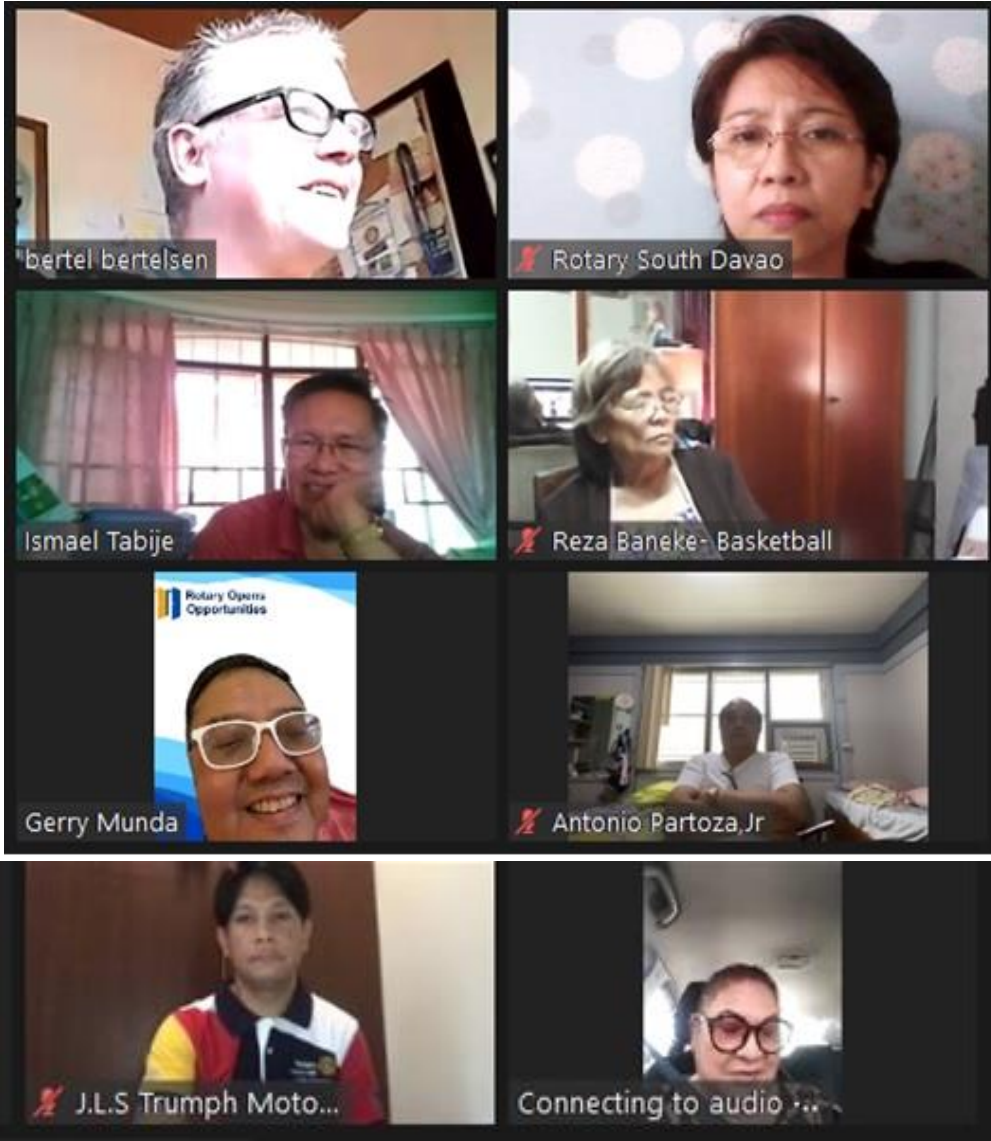 bertel bertelsen
Rotary South Davao
Ismael Tabije
Reza Baneke- Basketball
Rotary Opens
Opportunities
Gerry Munda
Antonio Partoza,Jr
J.L.S Trumph Moto...
Connecting to audio ·...